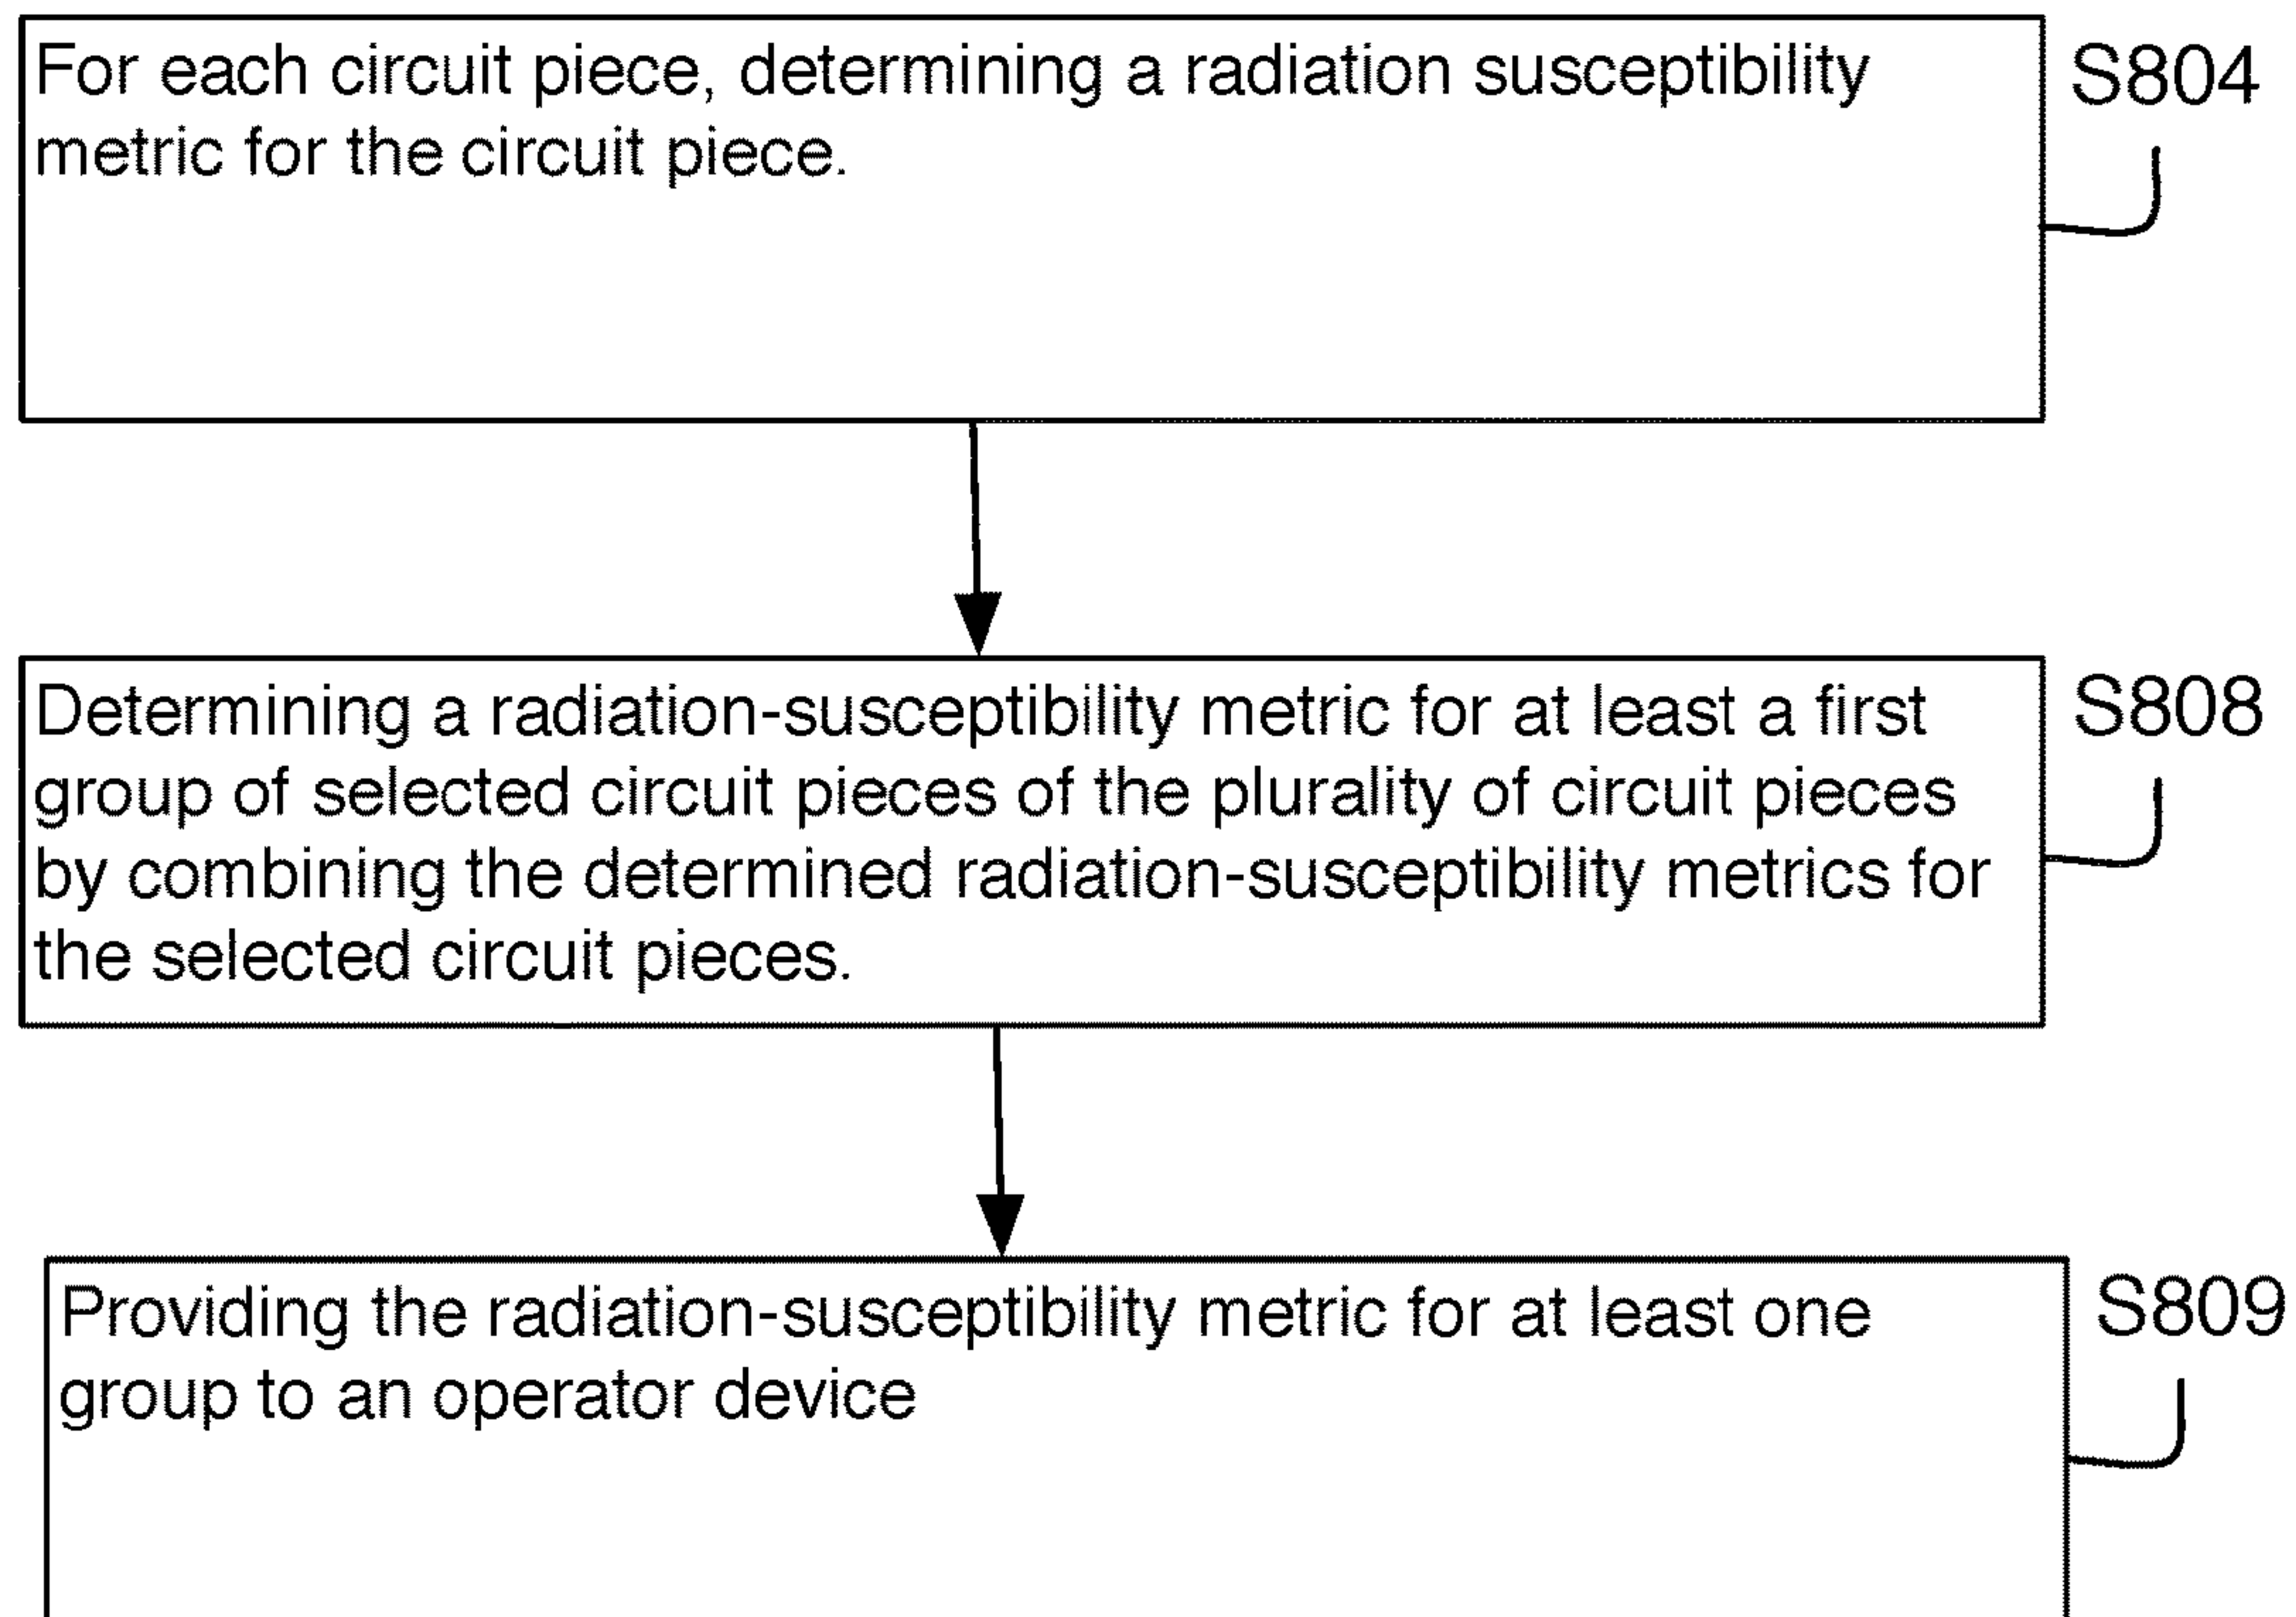 For each circuit piece, determining a radiation susceptibility
metric for the circuit piece.
S804
Determining a radiation-susceptibility metric for at least a first
group of selected circuit pieces of the plurality of circuit pieces
by combining the determined radiation-susceptibility metrics for
the selected circuit pieces.
S808
Providing the radiation-susceptibility metric for at least one
group to an operator device
S809